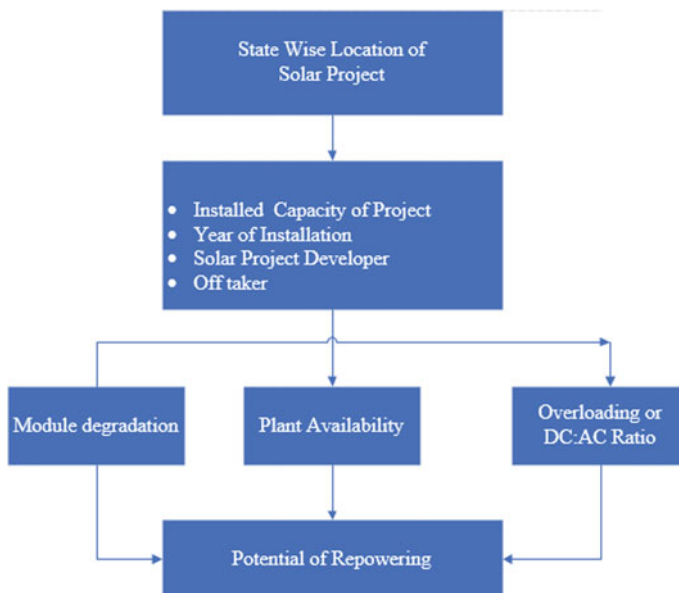 State Wise Location of
Solar Project
• Installed Capacity of Project
• Year of Installation
• Solar Project Developer
• Off taker
Module degradation
Plant Availability
Overloading or
DC:AC Ratio
Potential of Repowering